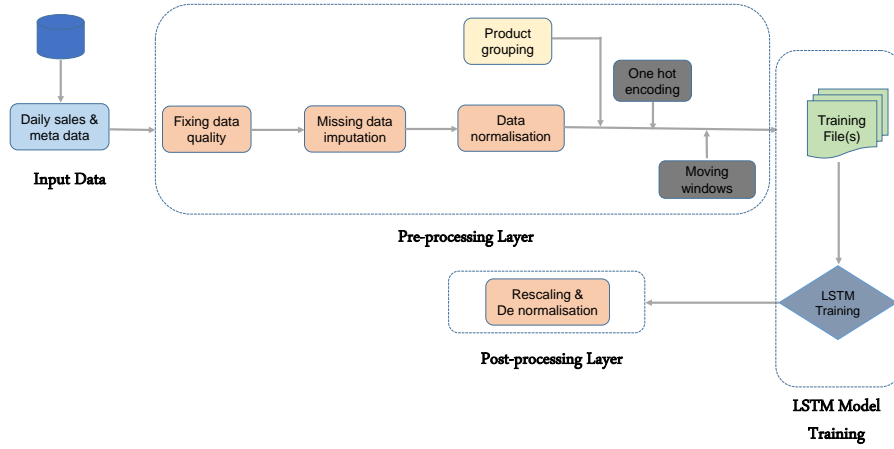 Product
grouping
One hot
encoding
Daily sales &
meta data
Fixing data
quality
Missing data
imputation
Data
normalisation
Training
File(s)
Moving
windows
Input Data
Pre-processing Layer
Rescaling &
De normalisation
LSTM
Training
Post-processing Layer
LSTM Model
Training